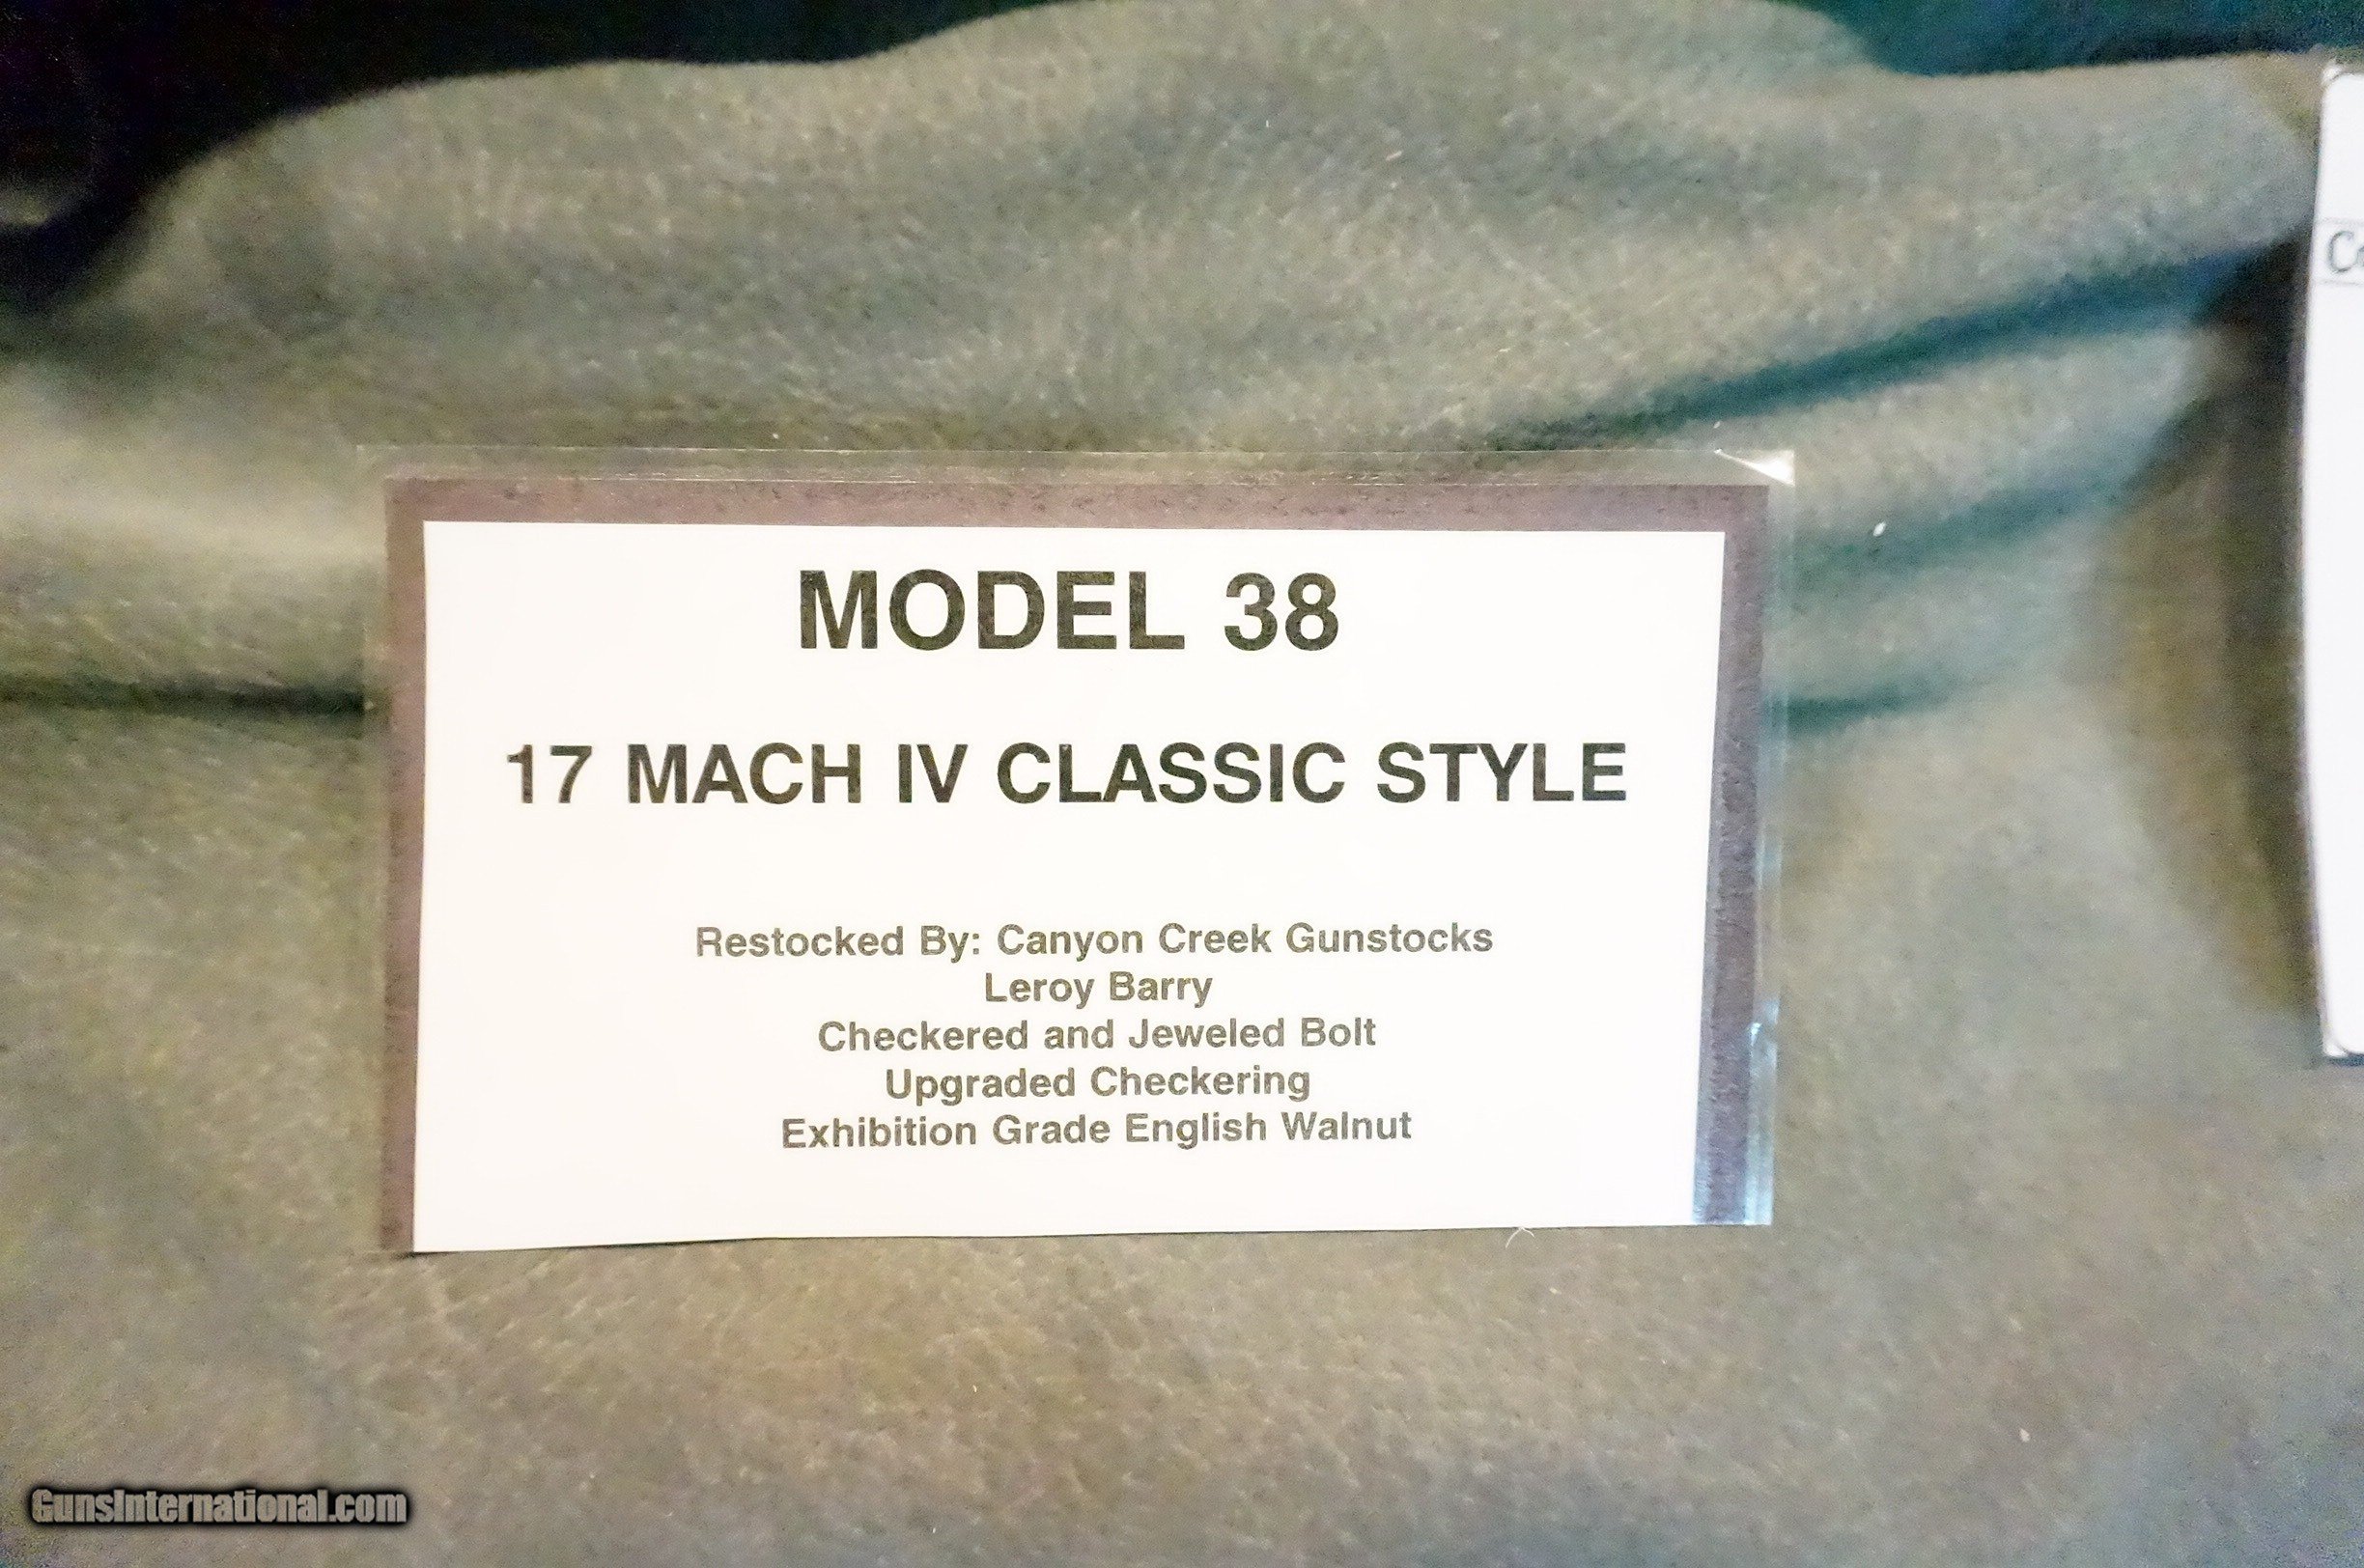 MODEL 38
17 MACH IV CLASSIC STYLE
Restocked By: Canyon Creek Gunstocks
Leroy Barry
Checkered and Jeweled Bolt
Upgraded Checkering
Exhibition Grade English Walnut
GunsInternational.com